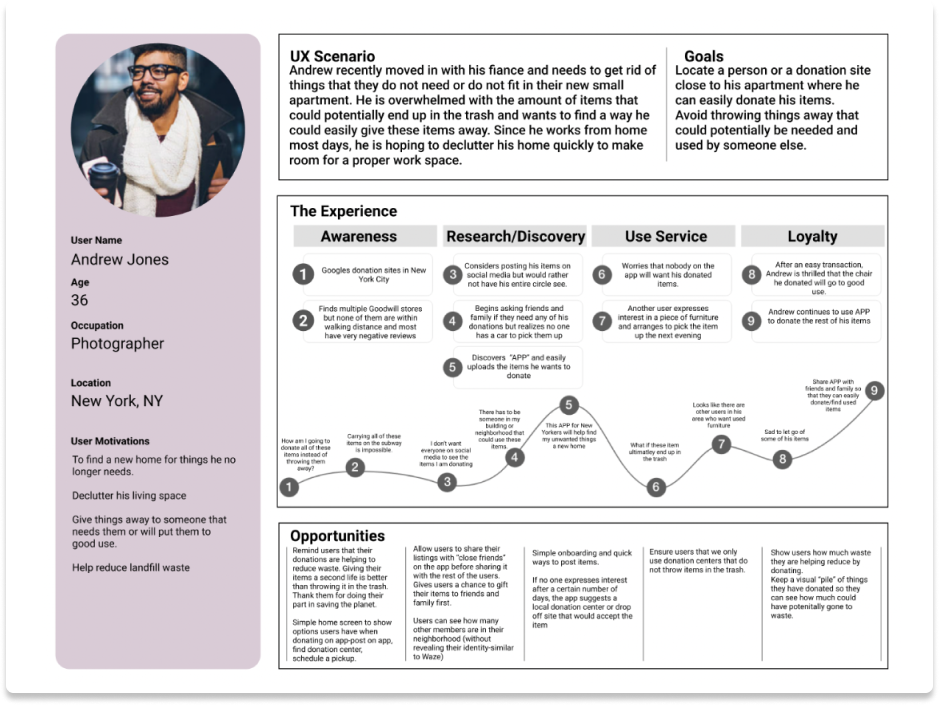 User Name
Andrew Jones
Age
36
Occupation
Photographer
Location
New York, NY
User Motivations
To find a new home for things he no
longer needs.
Declutter his living space
Give things away to someone that
needs them or will put them to
good use.
Help reduce landfill waste
UX Scenario
Andrew recently moved in with his fiance and needs to get rid of
things that they do not need or do not fit in their new small
apartment. He is overwhelmed with the amount of items that
could potentially end up in the trash and wants to find a way he
could easily give these items away. Since he works from home
most days, he is hoping to declutter his home quickly to make
room for a proper work space.
Goals
Locate a person or a donation site
close to his apartment where he
can easily donate his items.
Avoid throwing things away that
could potentially be needed and
used by someone else.
The Experience
Awareness
1
Googles donation sites in New
York City
2
Finds multiple Goodwill stores
but none of them are within
walking distance and most
have very negative reviews
Research/Discovery
3
Considers posting his items on
social media but would rather
not have his entire circle see.
4
Begins asking friends and
family if they need any of his
donations but realizes no one
has a car to pick them up
5
Discovers "APP" and easily
uploads the items he wants to
donate
Use Service
6
Worries that nobody on the
app will want his donated
items.
7
Another user expresses
interest in a piece of furniture
and arranges to pick the item
up the next evening
Loyalty
8
After an easy transaction,
Andrew is thrilled that the chair
he donated will go to good
use.
9
Andrew continues to use APP
to donate the rest of his items
How am I going to
donate all of these
items instead of
throwing them
away?
1
Carrying all of these
items on the subway
is impossible.
2
I don't want
everyone on social
media to see the
items I am donating
3
There has to be
someone in my
building or
neighborhood that
could use these
items
4
5
This APP for New
Yorkers will help find
my unwanted things
a new home
What if these item
ultimatley end up in
the trash
6
Looks like there are
other users in his
area who want used
furniture
7
Sad to let go of
some of his items
8
Share APP with
friends and family so
that they can easily
donate/find used
items
9
Opportunities
Remind users that their
donations are helping to
reduce waste. Giving their
items a second life is better
than throwing it in the trash.
Thank them for doing their
part in saving the planet.
Simple home screen to show
options users have when
donating on app-post on app,
find donation center,
schedule a pickup.
Allow users to share their
listings with "close friends"
on the app before sharing it
with the rest of the users.
Gives users a chance to gift
their items to friends and
family first.
Users can see how many
other members are in their
neighborhood (without
revealing their identity-similar
to Waze)
Simple onboarding and quick
ways to post items.
If no one expresses interest
after a certain number of
days, the app suggests a
local donation center or drop
off site that would accept the
item
Ensure users that we only
use donation centers that do
not throw items in the trash.
Show users how much waste
they are helping reduce by
donating.
Keep a visual "pile" of things
they have donated so they
can see how much could
have potenitally gone to
waste.